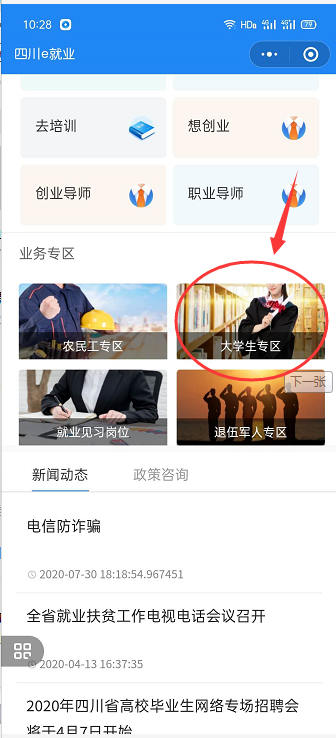 10:28
HD 4G 4G 79
四川e就业
去培训
想创业
创业导师
职业导师
业务专区
农民工专区
大学生专区
下一张
就业见习岗位
退伍军人专区
新闻动态
政策咨询
电信防诈骗
2020-07-30 18:18:54.967451
全省就业扶贫工作电视电话会议召开
2020-04-13 16:37:35
2020年四川省高校毕业生网络专场招聘会
将于4月7日开始